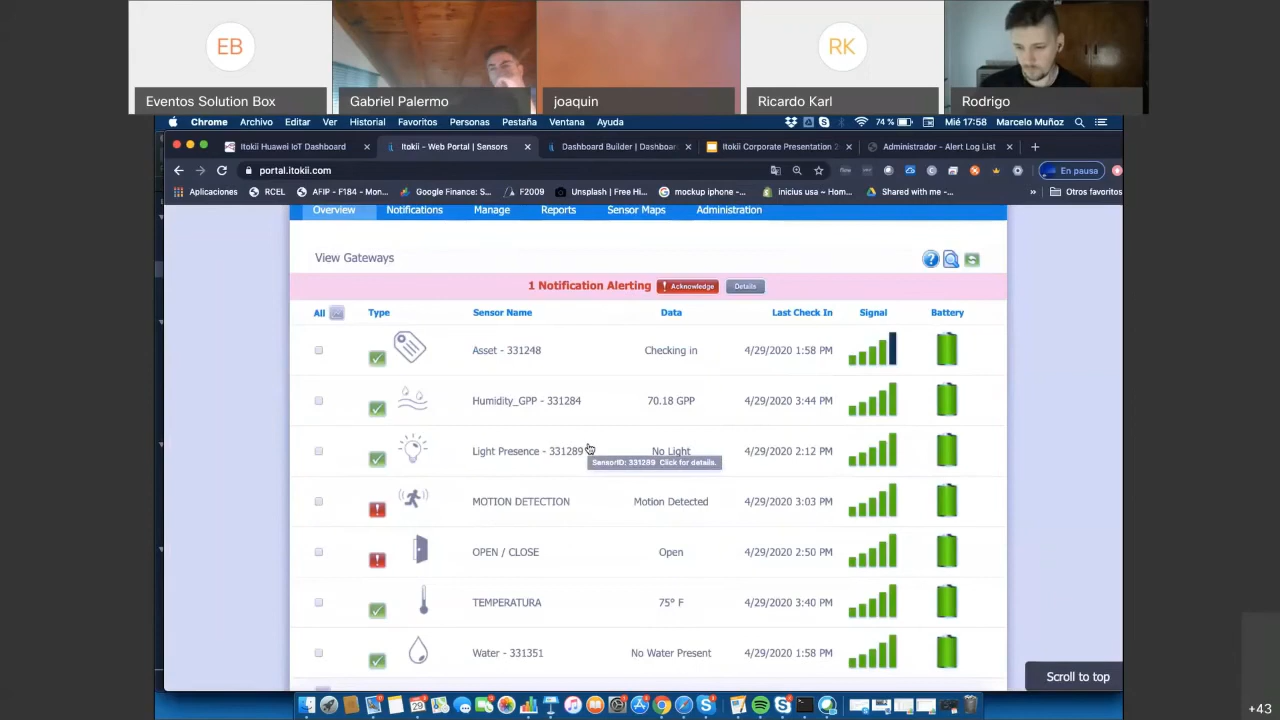 EB
RK
Eventos Solution Box
Gabriel Palermo
joaquin
Ricardo Karl
Rodrigo
Chrome Archivo Editar Ver Historial Favoritos Personas Pestaña Ventana Ayuda 74 % Mié 17:58 Marcelo Muñoz
Itokii Huawei IoT Dashboard
Itokii - Web Portal | Sensors
Dashboard Builder | Dashboar
Itokii Corporate Presentation 2
Administrador - Alert Log List
portal.itokii.com
En pausa
Aplicaciones RCEL AFIP - F184 - Mon... Google Finance: S... F2009 Unsplash | Free Hi... mockup iphone -... inicius usa ~ Hom... Shared with me -... » Otros favoritos
Overview Notifications Manage Reports Sensor Maps Administration
View Gateways
1 Notification Alerting Acknowledge Details
All Type Sensor Name Data Last Check In Signal Battery
Asset - 331248 Checking in 4/29/2020 1:58 PM
Humidity_GPP - 331284 70.18 GPP 4/29/2020 3:44 PM
Light Presence - 331289 No Light 4/29/2020 2:12 PM
SensorID: 331289 Click for details.
MOTION DETECTION Motion Detected 4/29/2020 3:03 PM
OPEN / CLOSE Open 4/29/2020 2:50 PM
TEMPERATURA 75° F 4/29/2020 3:40 PM
Water - 331351 No Water Present 4/29/2020 1:58 PM
Scroll to top
29
+43